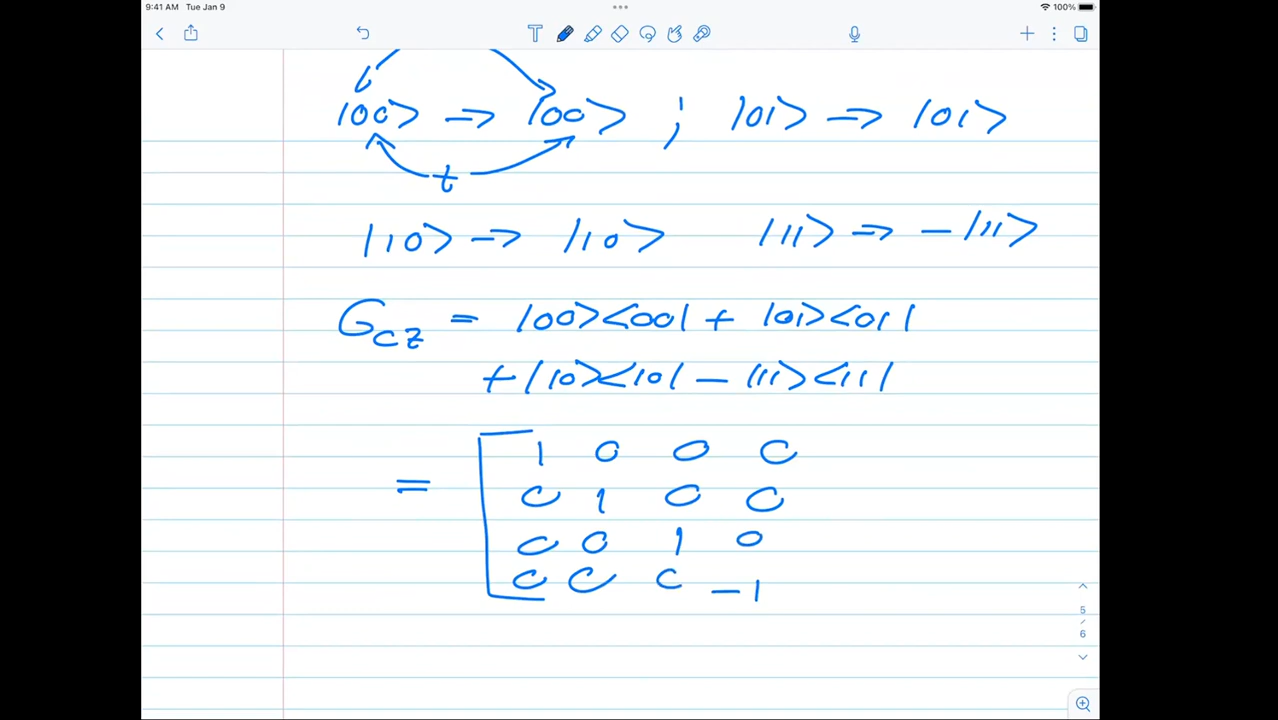 9:41 AM Tue Jan 9
100%
|00> => |00> ; |01> => |01>
t
|10> -> |10> |11> => -|11>
G_CZ = |00><00| + |01><01|
+ |10><10| - |11><11|
= [ 1 0 0 0
0 1 0 0
0 0 1 0
0 0 0 -1
5
/
6